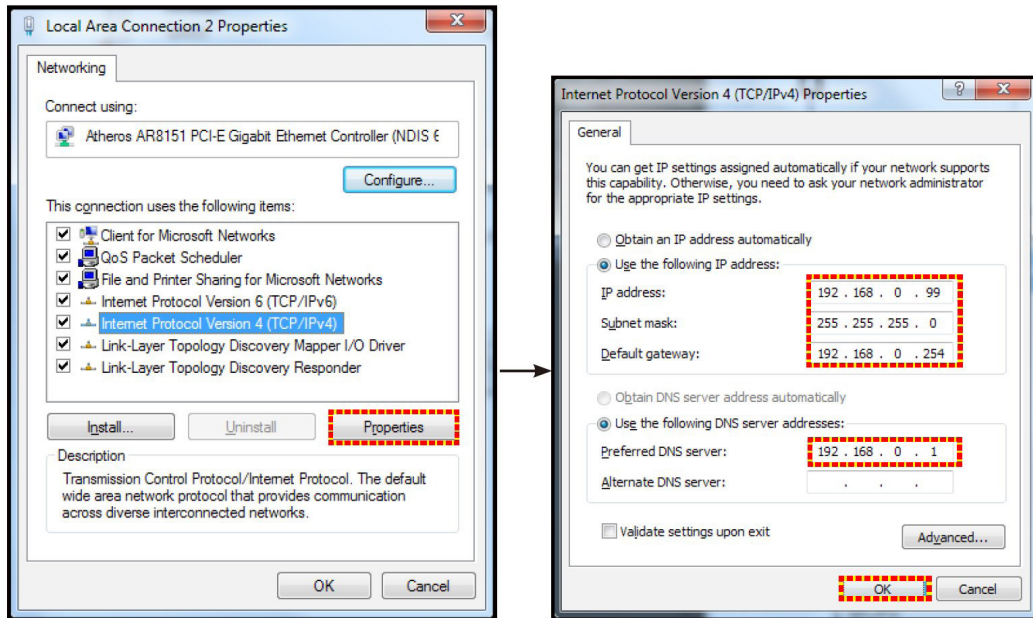 Local Area Connection 2 Properties
Networking
Connect using:
Atheros AR8151 PCI-E Gigabit Ethernet Controller (NDIS 6
Configure...
This connection uses the following items:
Client for Microsoft Networks
QoS Packet Scheduler
File and Printer Sharing for Microsoft Networks
Internet Protocol Version 6 (TCP/IPv6)
Internet Protocol Version 4 (TCP/IPv4)
Link-Layer Topology Discovery Mapper I/O Driver
Link-Layer Topology Discovery Responder
Install... Uninstall Properties
Description
Transmission Control Protocol/Internet Protocol. The default
wide area network protocol that provides communication
across diverse interconnected networks.
OK Cancel
Internet Protocol Version 4 (TCP/IPv4) Properties
General
You can get IP settings assigned automatically if your network supports
this capability. Otherwise, you need to ask your network administrator
for the appropriate IP settings.
Obtain an IP address automatically
Use the following IP address:
IP address: 192 . 168 . 0 . 99
Subnet mask: 255 . 255 . 255 . 0
Default gateway: 192 . 168 . 0 . 254
Obtain DNS server address automatically
Use the following DNS server addresses:
Preferred DNS server: 192 . 168 . 0 . 1
Alternate DNS server: . . .
Validate settings upon exit
Advanced...
OK Cancel